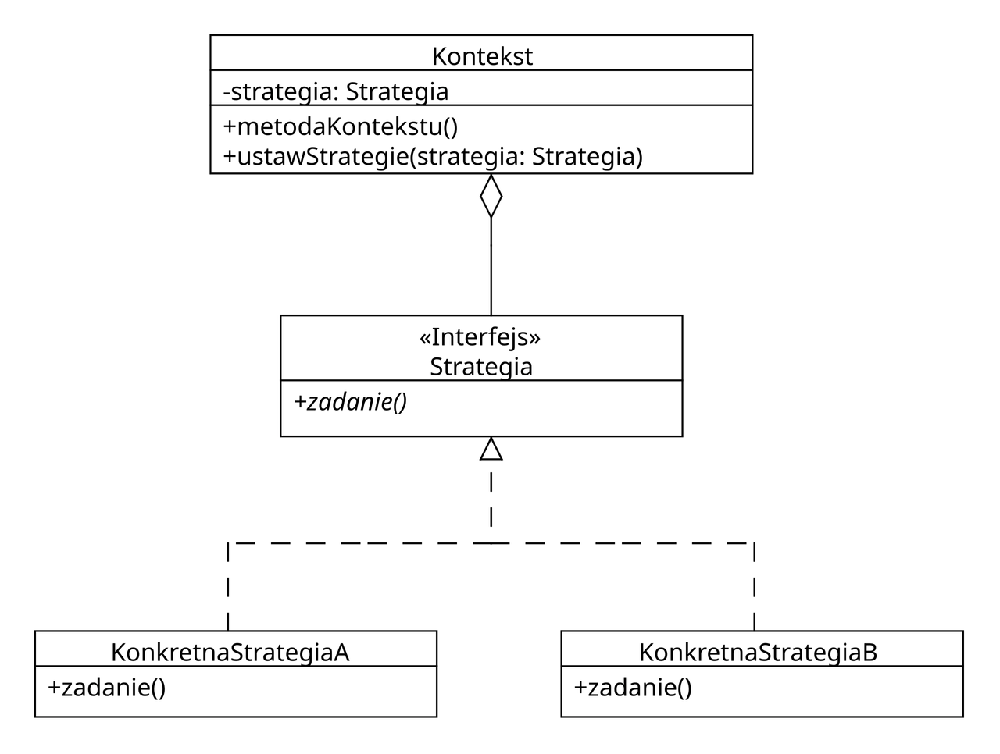 Kontekst
-strategia: Strategia
+metodaKontekstu()
+ustawStrategie(strategia: Strategia)
«Interfejs»
Strategia
+zadanie()
KonkretnaStrategiaA
+zadanie()
KonkretnaStrategiaB
+zadanie()